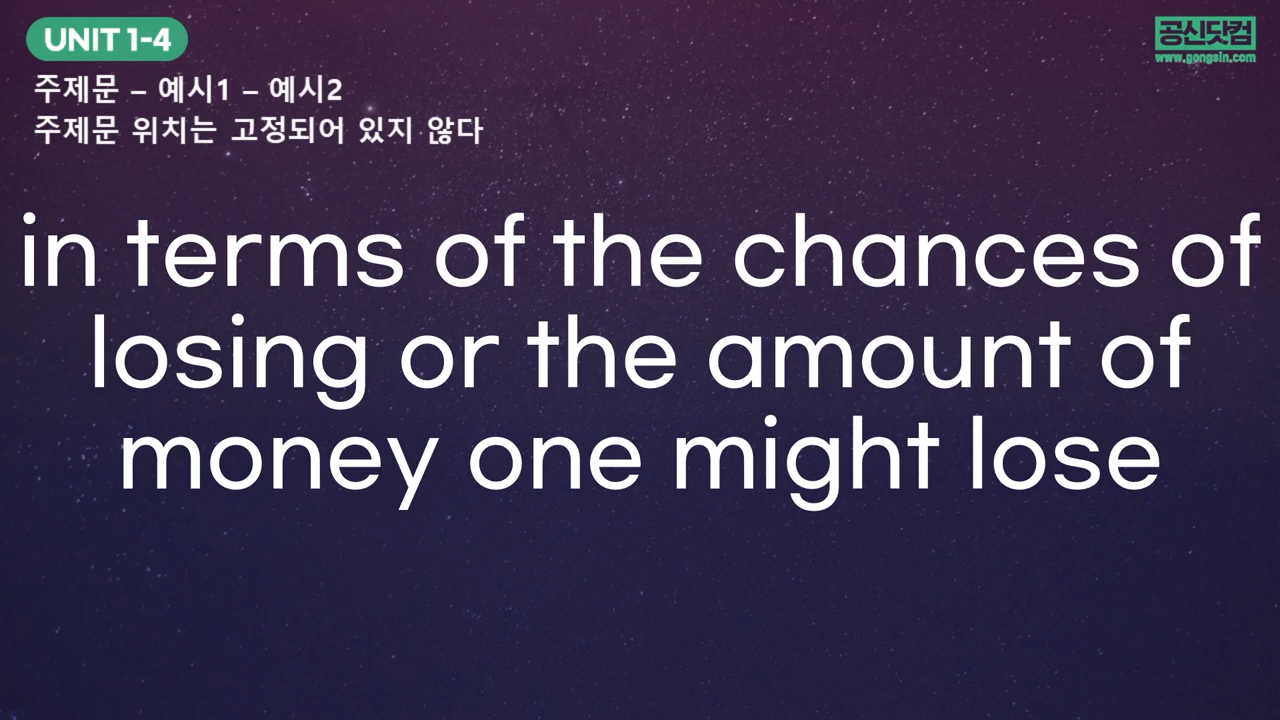 UNIT 1-4
공신닷컴
www.gongsin.com
주제문 – 예시1 – 예시2
주제문 위치는 고정되어 있지 않다
in terms of the chances of
losing or the amount of
money one might lose